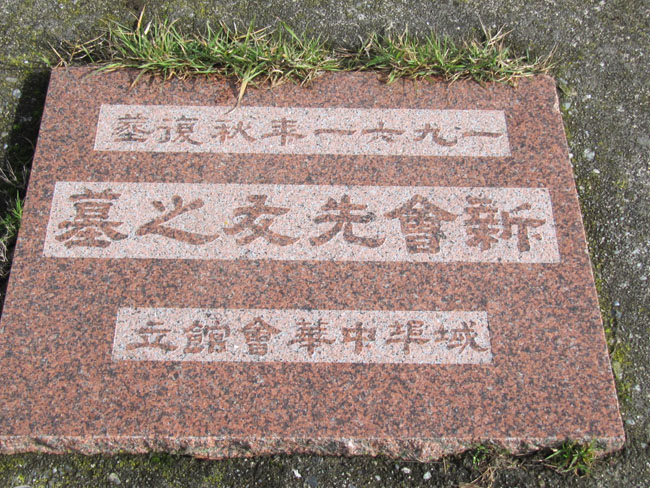 一九六一年秋復墓
新會先友之墓
域埠中華會館立